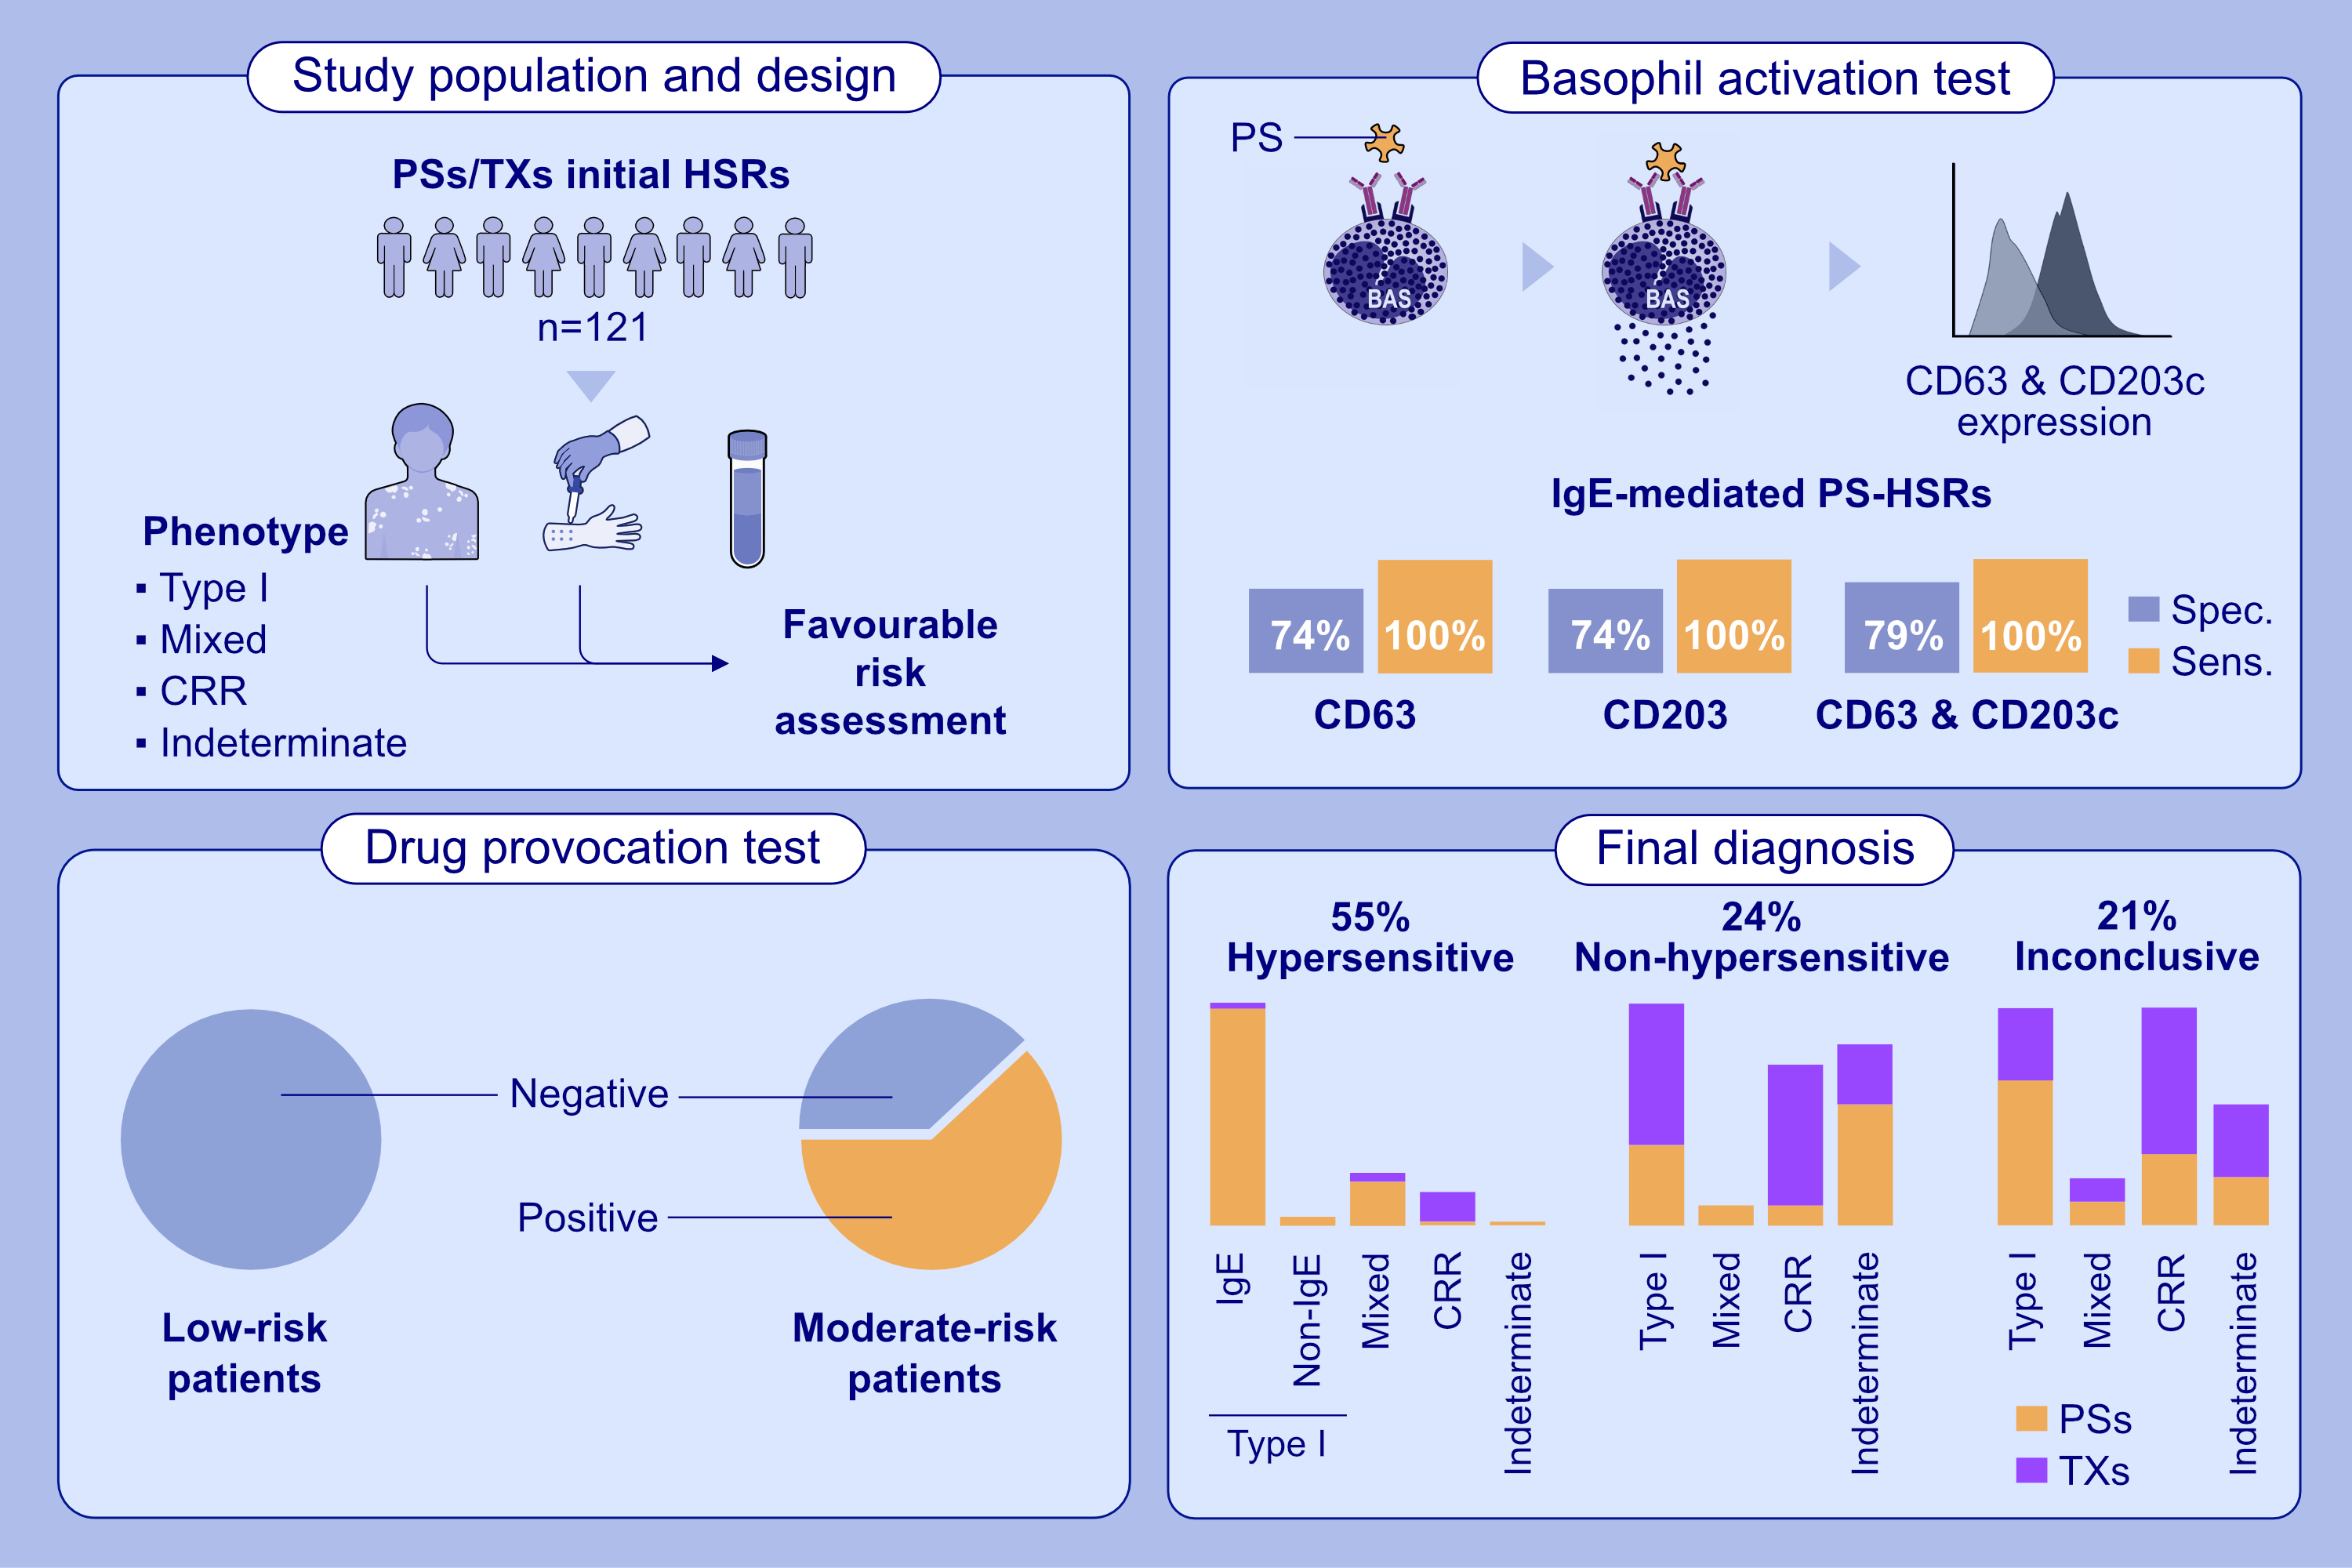 Study population and design
PSs/TXs initial HSRs
n=121
Phenotype
▪ Type I
▪ Mixed
▪ CRR
▪ Indeterminate
Favourable
risk
assessment
Basophil activation test
PS
BAS
BAS
CD63 & CD203c
expression
IgE-mediated PS-HSRs
74%
100%
74%
100%
79%
100%
Spec.
Sens.
CD63
CD203
CD63 & CD203c
Drug provocation test
Negative
Positive
Low-risk
patients
Moderate-risk
patients
Final diagnosis
55%
Hypersensitive
24%
Non-hypersensitive
21%
Inconclusive
IgE
Non-IgE
Mixed
CRR
Indeterminate
Type I
Type I
Mixed
CRR
Indeterminate
Type I
Mixed
CRR
Indeterminate
PSs
TXs